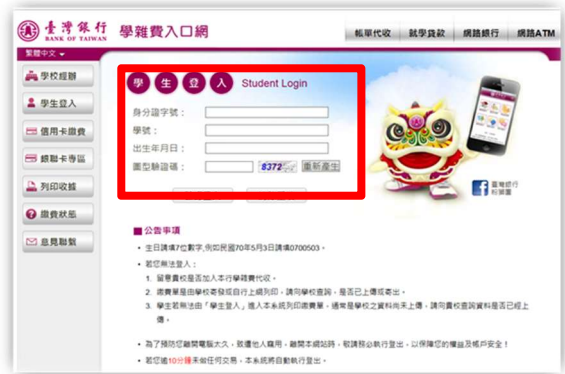 臺灣銀行
BANK OF TAIWAN
學雜費入口網
帳單代收 就學貸款 網路銀行 網路ATM
繁體中文
學校經辦
學生登入
信用卡繳費
銀聯卡專區
列印收據
繳費狀態
意見聯繫
學生登入 Student Login
身分證字號：
學號：
出生年月日：
圖型驗證碼： 8372 重新產生
臺灣銀行
粉絲團
公告事項
• 生日請填7位數字,例如民國70年5月3日請填0700503。
• 若您無法登入：
1. 留意貴校是否加入本行學雜費代收。
2. 繳費單是由學校寄發或自行上網列印，請向學校查詢，是否已上傳或寄出。
3. 學生若無法由「學生登入」進入本系統列印繳費單，通常是學校之資料尚未上傳，請向貴校查詢資料是否已經上
傳。
• 為了預防您離開電腦太久，致遭他人竊用，離開本網站時，敬請務必執行登出，以保障您的權益及帳戶安全！
• 若您逾10分鐘未做任何交易，本系統將自動執行登出。